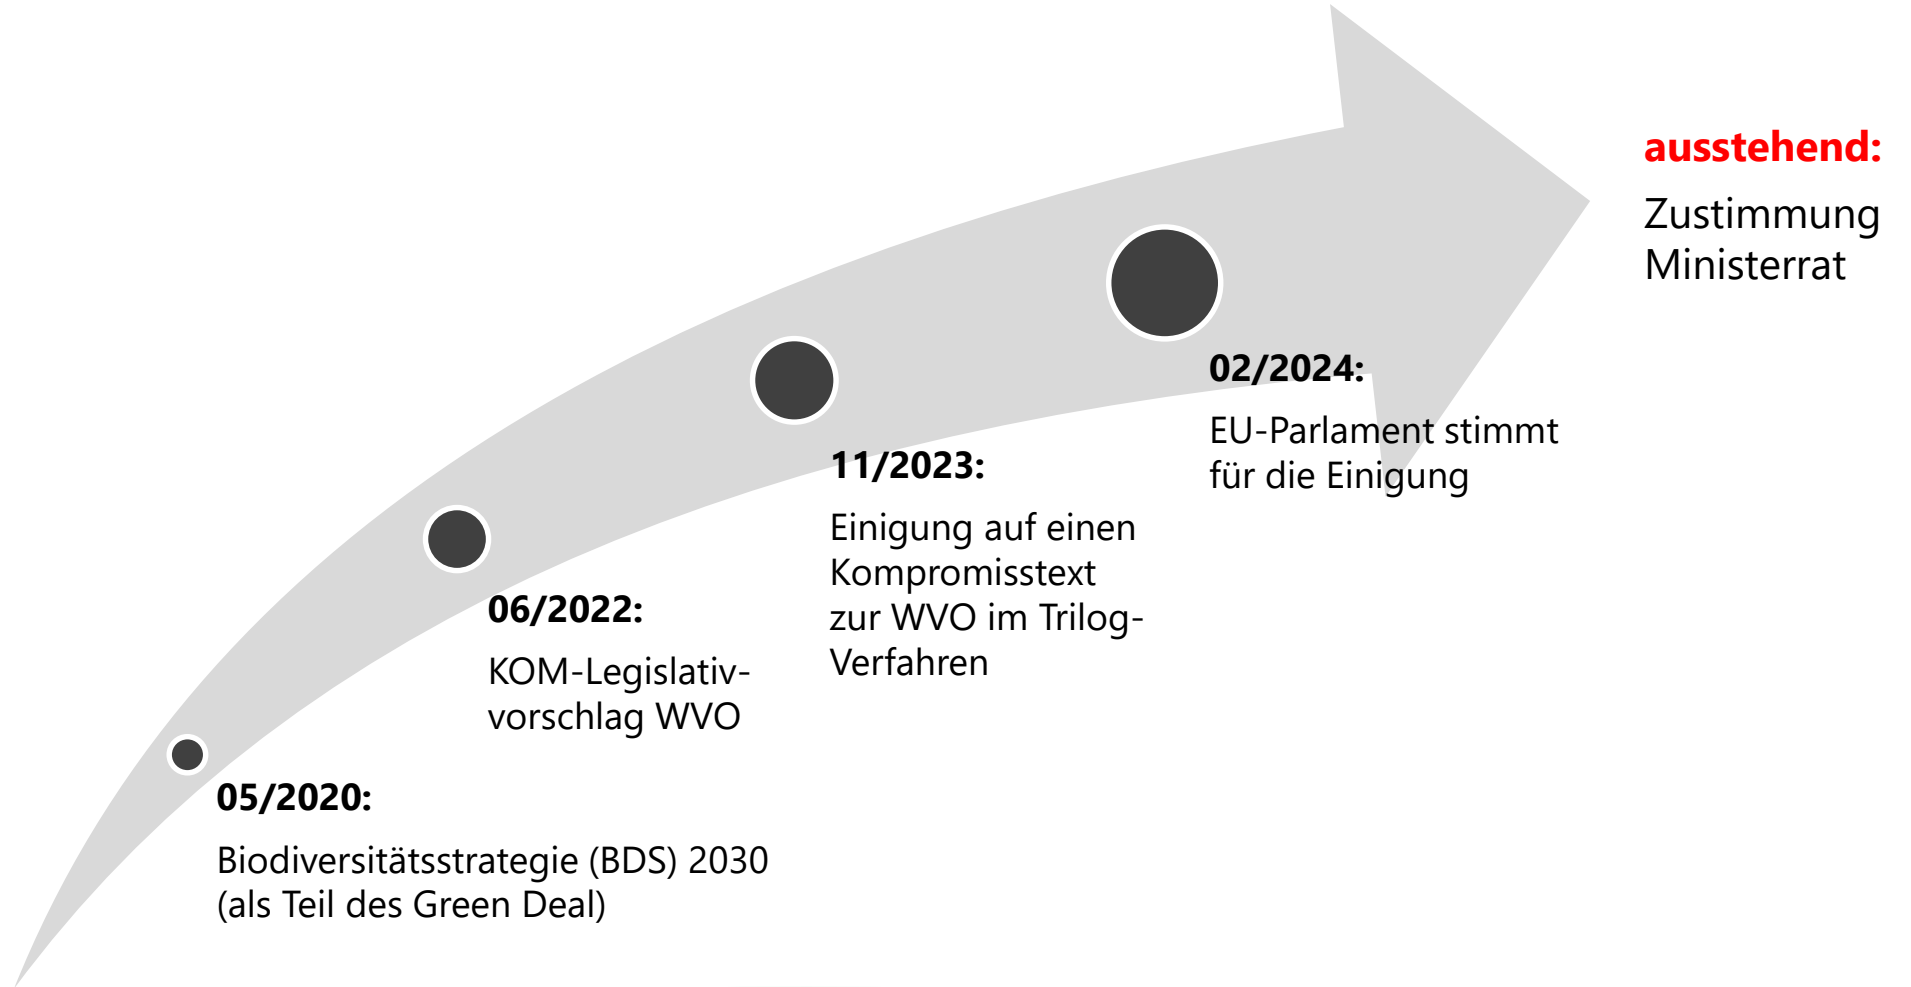 05/2020:
Biodiversitätsstrategie (BDS) 2030
(als Teil des Green Deal)
06/2022:
KOM-Legislativ-
vorschlag WVO
11/2023:
Einigung auf einen
Kompromisstext
zur WVO im Trilog-
Verfahren
02/2024:
EU-Parlament stimmt
für die Einigung
ausstehend:
Zustimmung
Ministerrat